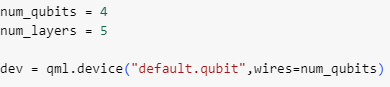 num_qubits = 4
num_layers = 5
dev = qml.device("default.qubit",wires=num_qubits)